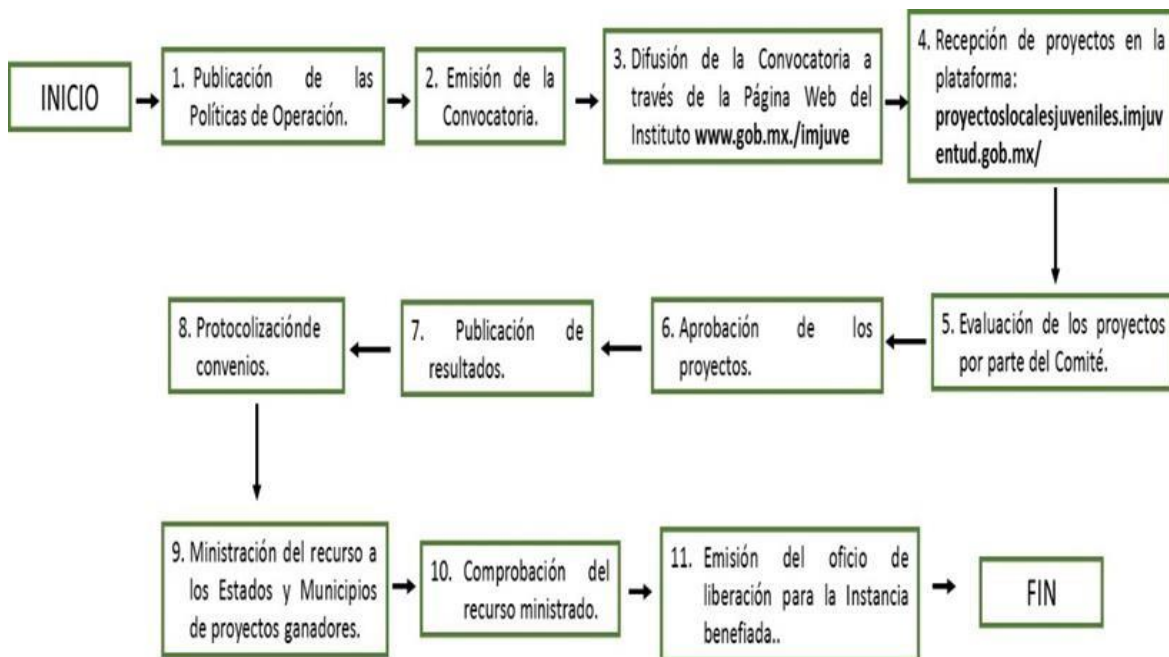 INICIO
1. Publicación de las
Políticas de Operación.
2. Emisión de la
Convocatoria.
3. Difusión de la Convocatoria a
través de la Página Web del
Instituto www.gob.mx./imjuve
4. Recepción de proyectos en la
plataforma:
proyectoslocalesjuveniles.imjuv
entud.gob.mx/
5. Evaluación de los proyectos
por parte del Comité.
6. Aprobación de los
proyectos.
7. Publicación de
resultados.
8. Protocolizaciónde
convenios.
9. Ministración del recurso a
los Estados y Municipios
de proyectos ganadores.
10. Comprobación del
recurso ministrado.
11. Emisión del oficio de
liberación para la Instancia
benefiada..
FIN